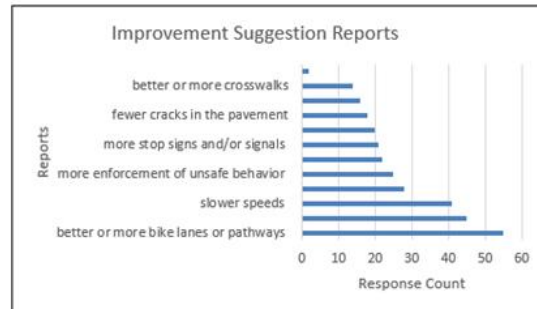 Improvement Suggestion Reports
Reports
better or more crosswalks
fewer cracks in the pavement
more stop signs and/or signals
more enforcement of unsafe behavior
slower speeds
better or more bike lanes or pathways
0 10 20 30 40 50 60
Response Count